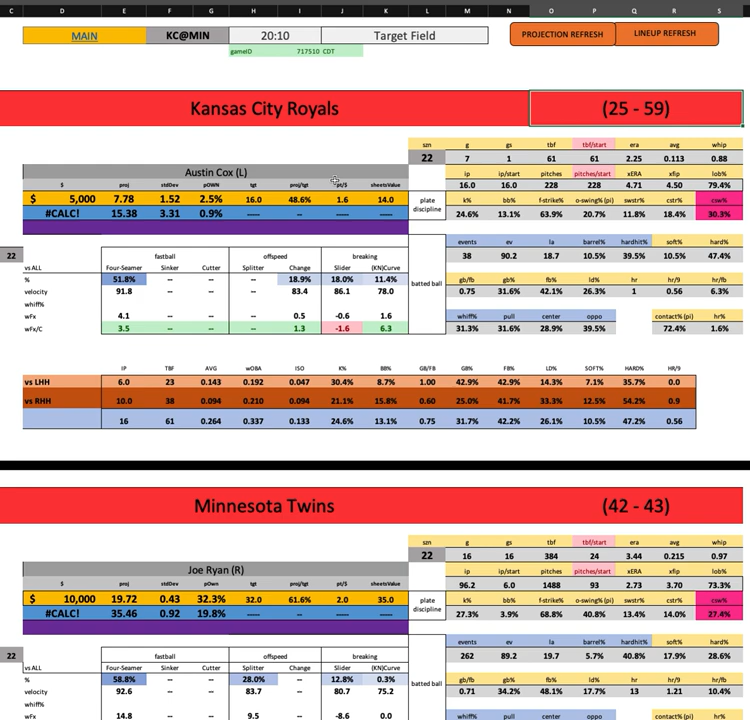 C D E F G H I J K L M N O P Q R S
MAIN KC@MIN 20:10 Target Field PROJECTION REFRESH LINEUP REFRESH
gameID 717510 CDT
Kansas City Royals (25 - 59)
szn g gs tbf tbf/start era avg whip
22 7 1 61 61 2.25 0.113 0.88
Austin Cox (L) ip ip/start pitches pitches/start xERA xfip lob%
$ proj stdDev pOWN tgt proj/tgt pt/$ sheetsValue 16.0 16.0 228 228 4.71 4.50 79.4%
$ 5,000 7.78 1.52 2.5% 16.0 48.6% 1.6 14.0 plate discipline k% bb% f-strike% o-swing% (pi) swstr% cstr% csw%
#CALC! 15.38 3.31 0.9% ----- -- ---- ----- 24.6% 13.1% 63.9% 20.7% 11.8% 18.4% 30.3%
events ev la barrel% hardhit% soft% hard%
22 fastball offspeed breaking batted ball 38 90.2 18.7 10.5% 39.5% 10.5% 47.4%
vs ALL Four-Seamer Sinker Cutter Splitter Change Slider (KN)Curve
% 51.8% -- -- -- 18.9% 18.0% 11.4% gb/fb gb% fb% ld% hr hr/9 hr/fb
velocity 91.8 -- -- -- 83.4 86.1 78.0 0.75 31.6% 42.1% 26.3% 1 0.56 6.3%
whiff%
wFx 4.1 -- -- -- 0.5 -0.6 1.6 whiff% pull center oppo contact% (pi) hr%
wFx/C 3.5 -- -- -- 1.3 -1.6 6.3 31.3% 31.6% 28.9% 39.5% 72.4% 1.6%
IP TBF AVG wOBA ISO K% BB% GB/FB GB% FB% LD% SOFT% HARD% HR/9
vs LHH 6.0 23 0.143 0.192 0.047 30.4% 8.7% 1.00 42.9% 42.9% 14.3% 7.1% 35.7% 0.0
vs RHH 10.0 38 0.094 0.210 0.094 21.1% 15.8% 0.60 25.0% 41.7% 33.3% 12.5% 54.2% 0.9
16 61 0.264 0.337 0.133 24.6% 13.1% 0.75 31.7% 42.2% 26.1% 10.5% 47.2% 0.56
Minnesota Twins (42 - 43)
szn g gs tbf tbf/start era avg whip
22 16 16 384 24 3.44 0.215 0.97
Joe Ryan (R) ip ip/start pitches pitches/start xERA xfip lob%
$ proj stdDev pOwn tgt proj/tgt pt/$ sheetsValue 96.2 6.0 1488 93 2.73 3.70 73.3%
$ 10,000 19.72 0.43 32.3% 32.0 61.6% 2.0 35.0 plate discipline k% bb% f-strike% o-swing% (pi) swstr% cstr% csw%
#CALC! 35.46 0.92 19.8% ----- -- ---- ----- 27.3% 3.9% 68.8% 40.8% 13.4% 14.0% 27.4%
events ev la barrel% hardhit% soft% hard%
22 fastball offspeed breaking batted ball 262 89.2 19.7 5.7% 40.8% 17.9% 28.6%
vs ALL Four-Seamer Sinker Cutter Splitter Change Slider (KN)Curve
% 58.8% -- -- 28.0% -- 12.8% 0.3% gb/fb gb% fb% ld% hr hr/9 hr/fb
velocity 92.6 -- -- 83.7 -- 80.7 75.2 0.71 34.2% 48.1% 17.7% 13 1.21 10.4%
whiff%
wFx 14.8 -- -- 9.5 -- -8.6 0.0 whiff% pull center oppo contact% (pi) hr%